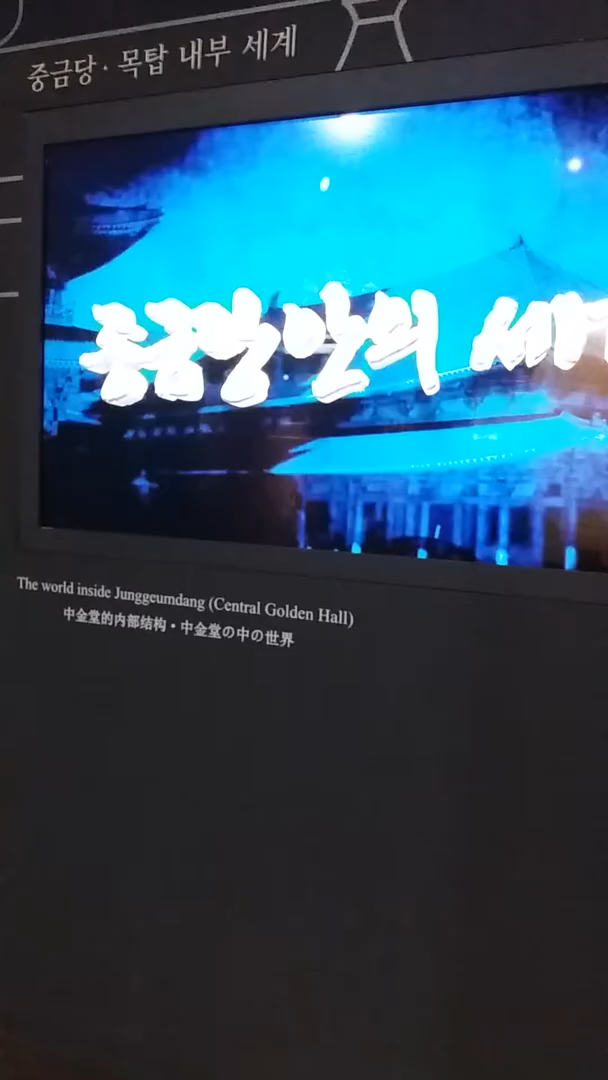 중금당 · 목탑 내부 세계
중금당 안의
The world inside Junggeumdang (Central Golden Hall)
中金堂的内部结构 • 中金堂の中の世界